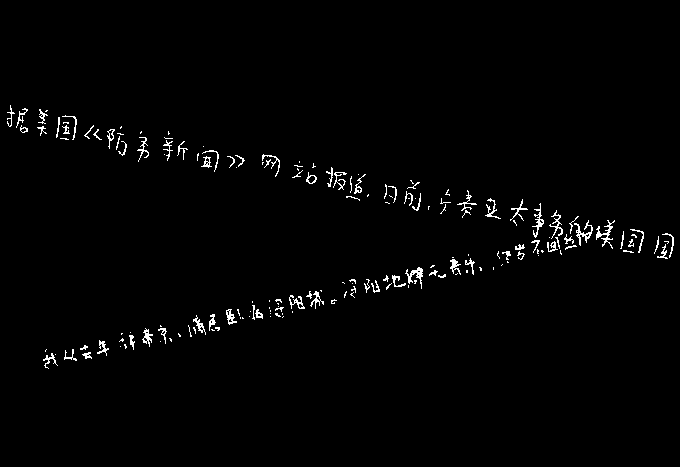 据美国《防务新闻》网站报道，日前，负责亚太事务的美国国
我从去年辞帝京，谪居卧病浔阳城。浔阳地僻无音乐，终岁不闻丝